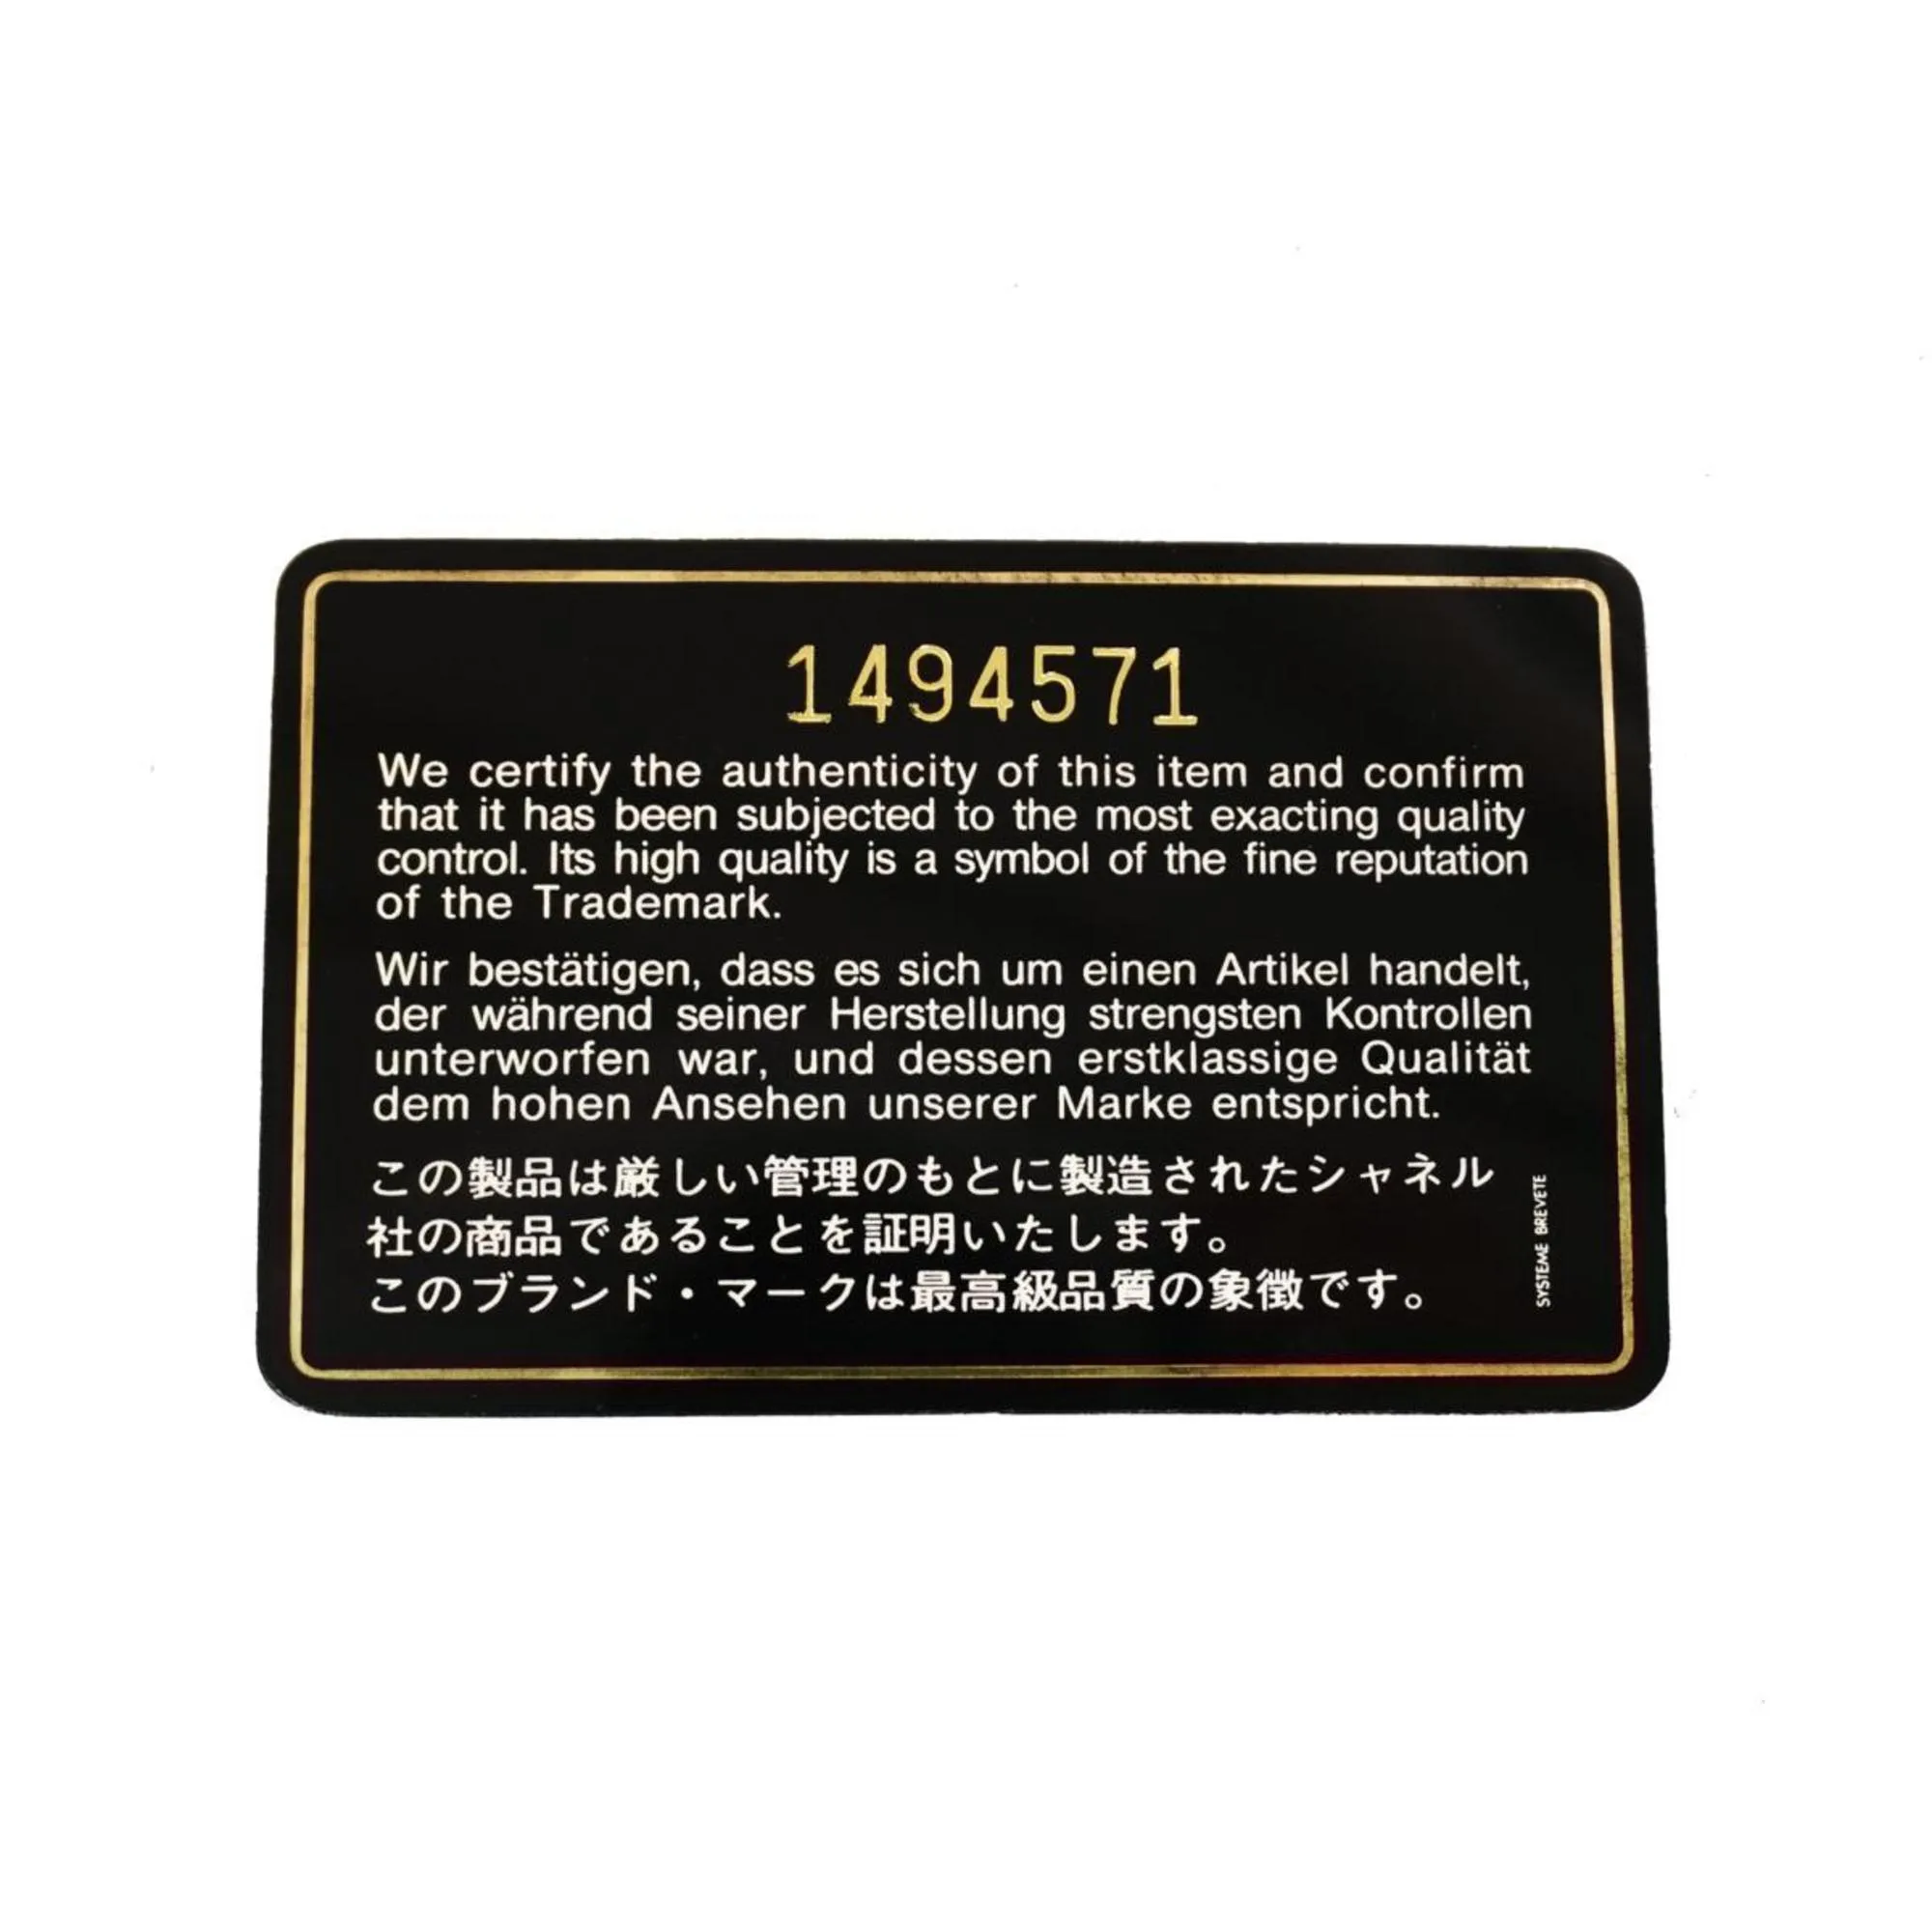 1494571
We certify the authenticity of this item and confirm
that it has been subjected to the most exacting quality
control. Its high quality is a symbol of the fine reputation
of the Trademark.
Wir bestätigen, dass es sich um einen Artikel handelt,
der während seiner Herstellung strengsten Kontrollen
unterworfen war, und dessen erstklassige Qualität
dem hohen Ansehen unserer Marke entspricht.
この製品は厳しい管理のもとに製造されたシャネル
社の商品であることを証明いたします。
このブランド・マークは最高級品質の象徴です。
SYSTEME BREVETE